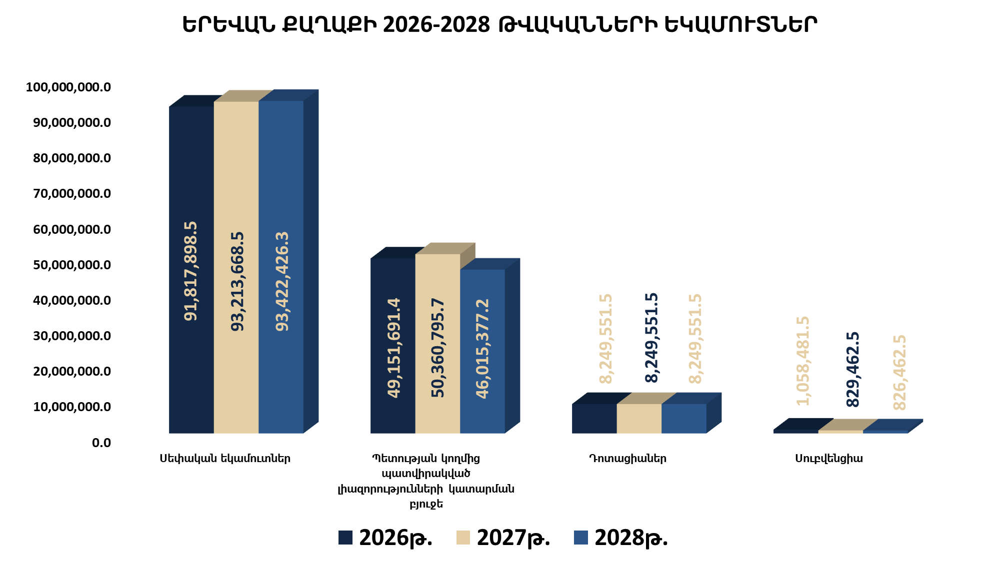 ԵՐԵՎԱՆ ՔԱՂԱՔԻ 2026-2028 ԹՎԱԿԱՆՆԵՐԻ ԵԿԱՄՈՒՏՆԵՐ
100,000,000.0
90,000,000.0
80,000,000.0
70,000,000.0
60,000,000.0
50,000,000.0
40,000,000.0
30,000,000.0
20,000,000.0
10,000,000.0
0.0
91,817,898.5
93,213,668.5
93,422,426.3
49,151,691.4
50,360,795.7
46,015,377.2
8,249,551.5
8,249,551.5
8,249,551.5
1,058,481.5
829,462.5
826,462.5
Սեփական եկամուտներ
Պետության կողմից
պատվիրակված
լիազորությունների կատարման
բյուջե
Դոտացիաներ
Սուբվենցիա
2026թ.
2027թ.
2028թ.